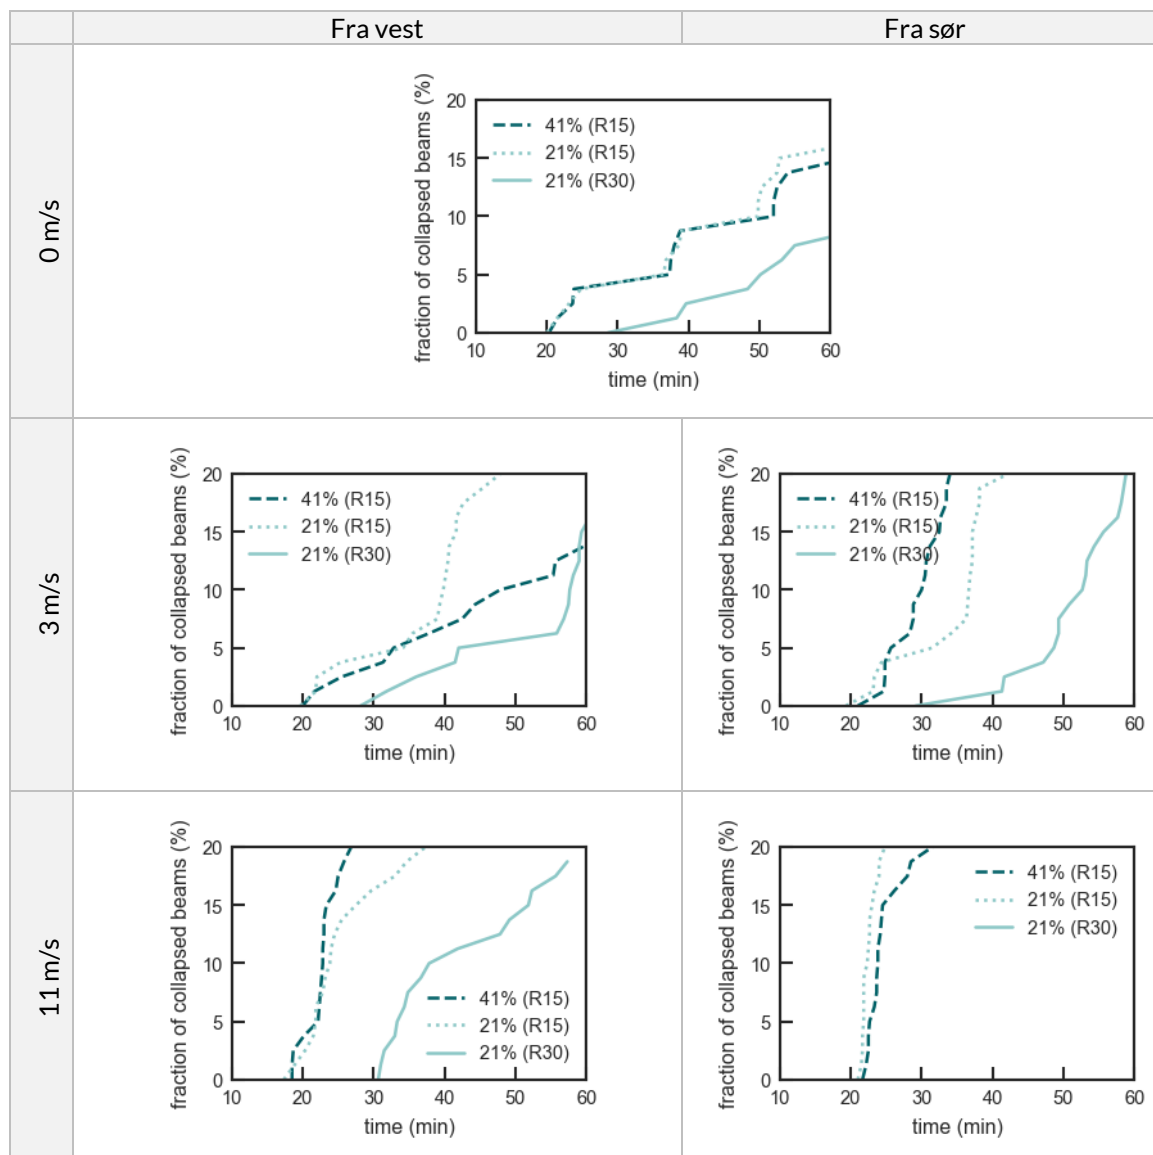 Fra vest
Fra sør
0 m/s
fraction of collapsed beams (%)
20
15
10
5
0
41% (R15)
21% (R15)
21% (R30)
10 20 30 40 50 60
time (min)
3 m/s
fraction of collapsed beams (%)
20
15
10
5
0
41% (R15)
21% (R15)
21% (R30)
10 20 30 40 50 60
time (min)
fraction of collapsed beams (%)
20
15
10
5
0
41% (R15)
21% (R15)
21% (R30)
10 20 30 40 50 60
time (min)
11 m/s
fraction of collapsed beams (%)
20
15
10
5
0
41% (R15)
21% (R15)
21% (R30)
10 20 30 40 50 60
time (min)
fraction of collapsed beams (%)
20
15
10
5
0
41% (R15)
21% (R15)
21% (R30)
10 20 30 40 50 60
time (min)